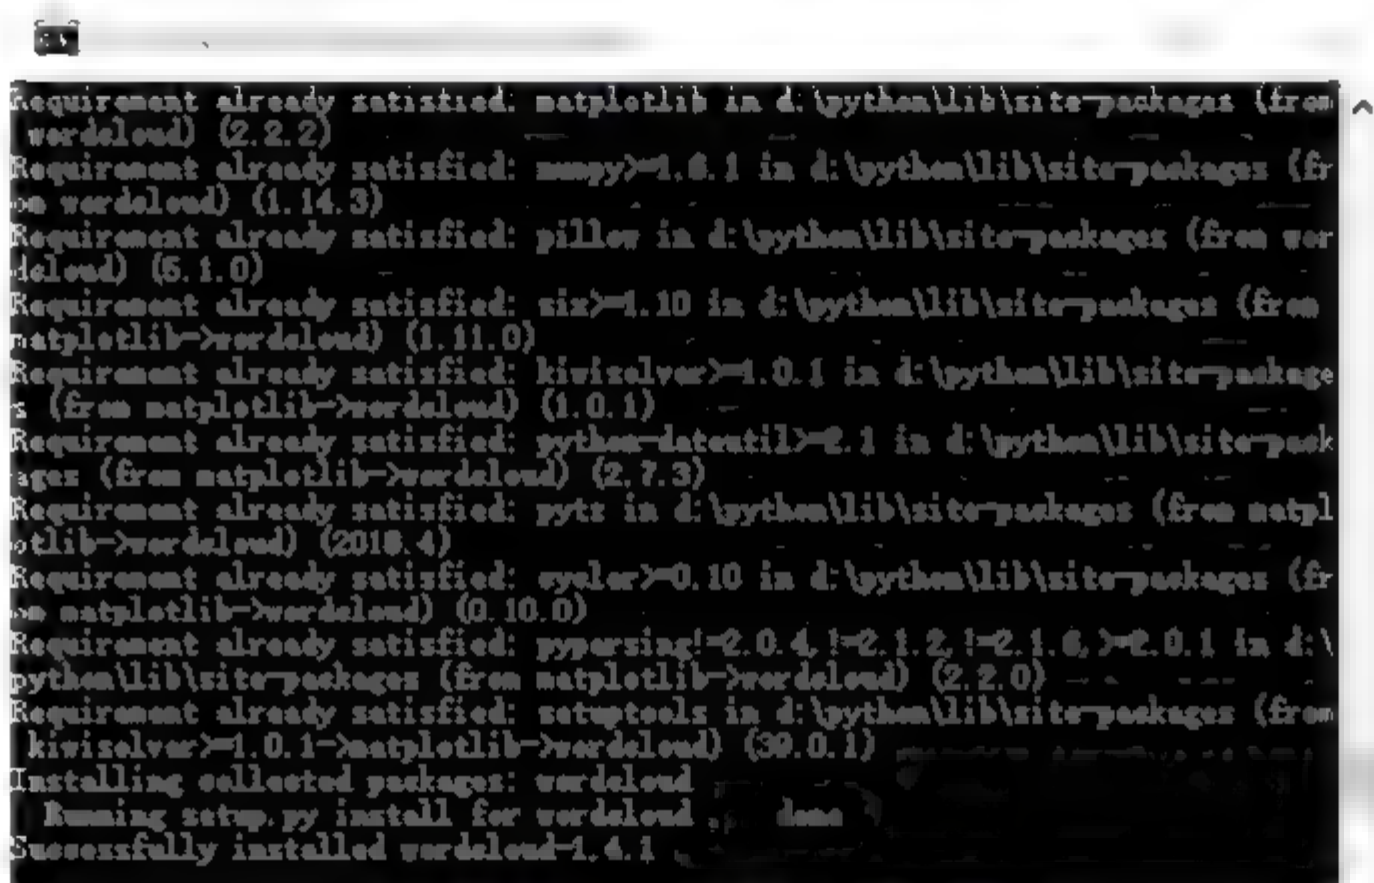 Requirement already satisfied: matplotlib in d:\python\lib\site-packages (from
 wordcloud) (2.2.2)
Requirement already satisfied: numpy>=1.6.1 in d:\python\lib\site-packages (fr
om wordcloud) (1.14.3)
Requirement already satisfied: pillow in d:\python\lib\site-packages (from wor
dcloud) (5.1.0)
Requirement already satisfied: six>=1.10 in d:\python\lib\site-packages (from
matplotlib->wordcloud) (1.11.0)
Requirement already satisfied: kiwisolver>=1.0.1 in d:\python\lib\site-package
s (from matplotlib->wordcloud) (1.0.1)
Requirement already satisfied: python-dateutil>=2.1 in d:\python\lib\site-pack
ages (from matplotlib->wordcloud) (2.7.3)
Requirement already satisfied: pytz in d:\python\lib\site-packages (from matpl
otlib->wordcloud) (2018.4)
Requirement already satisfied: cycler>=0.10 in d:\python\lib\site-packages (fr
om matplotlib->wordcloud) (0.10.0)
Requirement already satisfied: pyparsing!=2.0.4,!=2.1.2,!=2.1.6,>=2.0.1 in d:\
python\lib\site-packages (from matplotlib->wordcloud) (2.2.0)
Requirement already satisfied: setuptools in d:\python\lib\site-packages (from
 kiwisolver>=1.0.1->matplotlib->wordcloud) (39.0.1)
Installing collected packages: wordcloud
  Running setup.py install for wordcloud ... done
Successfully installed wordcloud-1.4.1